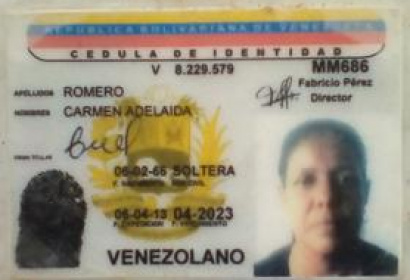 REPUBLICA BOLIVARIANA DE VENEZUELA
CEDULA DE IDENTIDAD
V 8.229.579 MM686
Fabricio Pérez
Director
APELLIDOS ROMERO
NOMBRES CARMEN ADELAIDA
FIRMA TITULAR
06-02-65 SOLTERA
F. NACIMIENTO EDO.CIVIL
06-04-13 04-2023
F. EXPEDICION F. VENCIMIENTO
VENEZOLANO